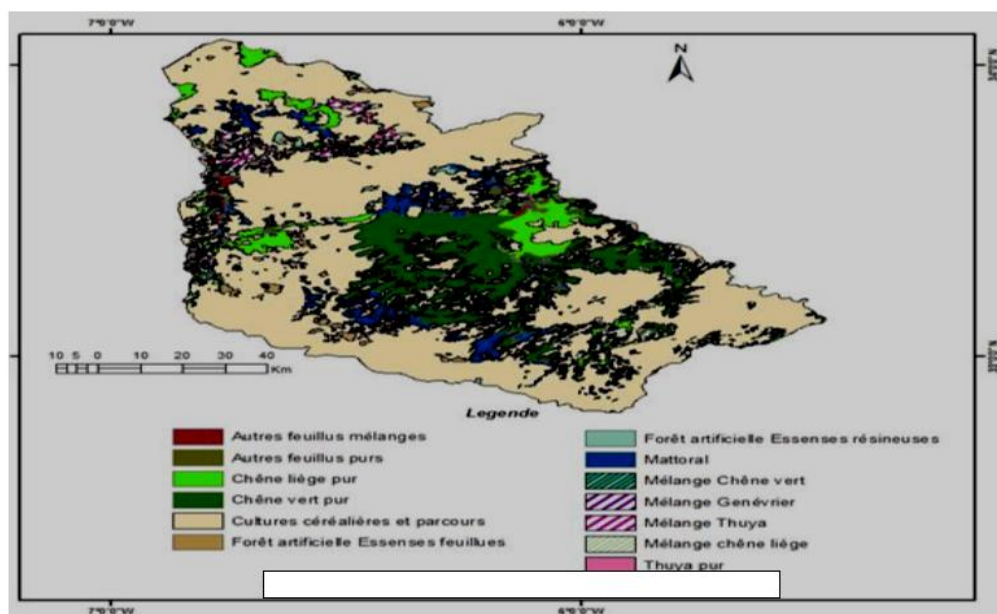 7°0'0"W 6°0'0"W
N
10 5 0 10 20 30 40
Km
Legende
Autres feuillus mélanges
Autres feuillus purs
Chêne liège pur
Chêne vert pur
Cultures céréalières et parcours
Forêt artificielle Essenses feuillues
Forêt artificielle Essenses résineuses
Mattoral
Mélange Chêne vert
Mélange Genévrier
Mélange Thuya
Mélange chêne liège
Thuya pur
7°0'0"W 6°0'0"W